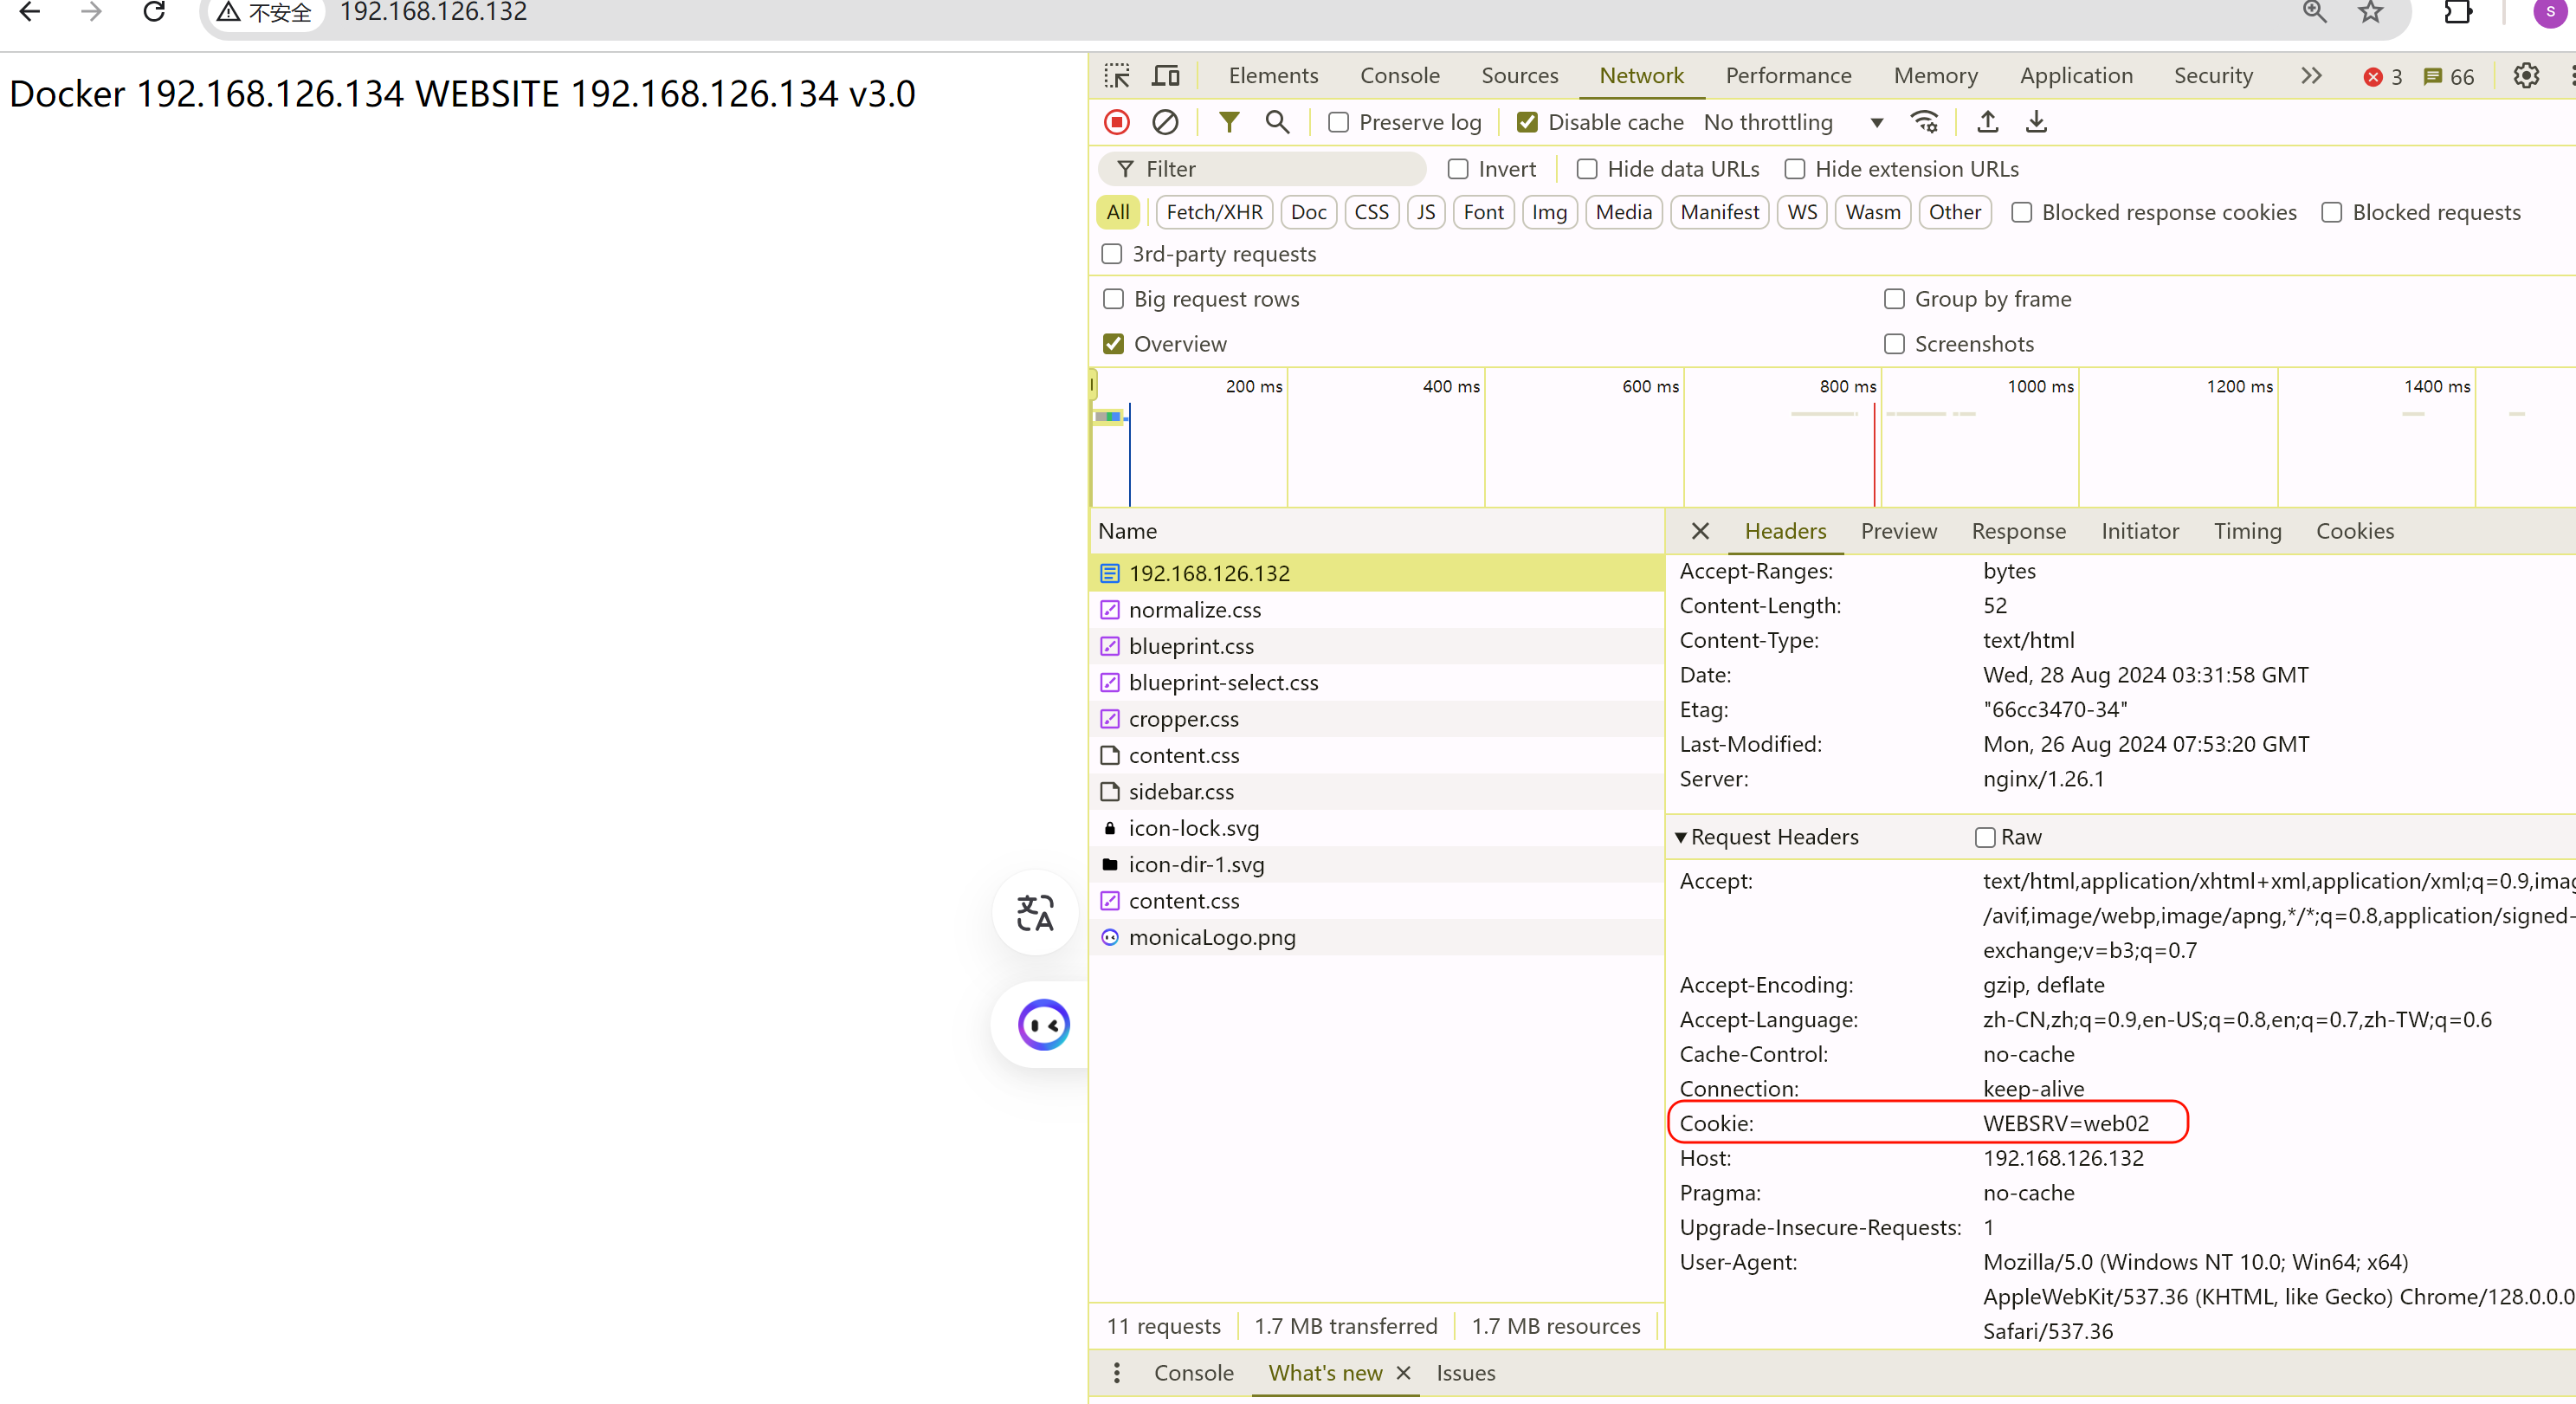 不安全 192.168.126.132
S
Docker 192.168.126.134 WEBSITE 192.168.126.134 v3.0
Elements Console Sources Network Performance Memory Application Security 3 66
Preserve log Disable cache No throttling
Filter Invert Hide data URLs Hide extension URLs
All Fetch/XHR Doc CSS JS Font Img Media Manifest WS Wasm Other Blocked response cookies Blocked requests
3rd-party requests
Big request rows Group by frame
Overview Screenshots
200 ms 400 ms 600 ms 800 ms 1000 ms 1200 ms 1400 ms
Name
192.168.126.132
normalize.css
blueprint.css
blueprint-select.css
cropper.css
content.css
sidebar.css
icon-lock.svg
icon-dir-1.svg
content.css
monicaLogo.png
11 requests 1.7 MB transferred 1.7 MB resources
Headers Preview Response Initiator Timing Cookies
Accept-Ranges: bytes
Content-Length: 52
Content-Type: text/html
Date: Wed, 28 Aug 2024 03:31:58 GMT
Etag: "66cc3470-34"
Last-Modified: Mon, 26 Aug 2024 07:53:20 GMT
Server: nginx/1.26.1
Request Headers Raw
Accept: text/html,application/xhtml+xml,application/xml;q=0.9,imag
/avif,image/webp,image/apng,*/*;q=0.8,application/signed-
exchange;v=b3;q=0.7
Accept-Encoding: gzip, deflate
Accept-Language: zh-CN,zh;q=0.9,en-US;q=0.8,en;q=0.7,zh-TW;q=0.6
Cache-Control: no-cache
Connection: keep-alive
Cookie: WEBSRV=web02
Host: 192.168.126.132
Pragma: no-cache
Upgrade-Insecure-Requests: 1
User-Agent: Mozilla/5.0 (Windows NT 10.0; Win64; x64)
AppleWebKit/537.36 (KHTML, like Gecko) Chrome/128.0.0.0
Safari/537.36
Console What's new Issues